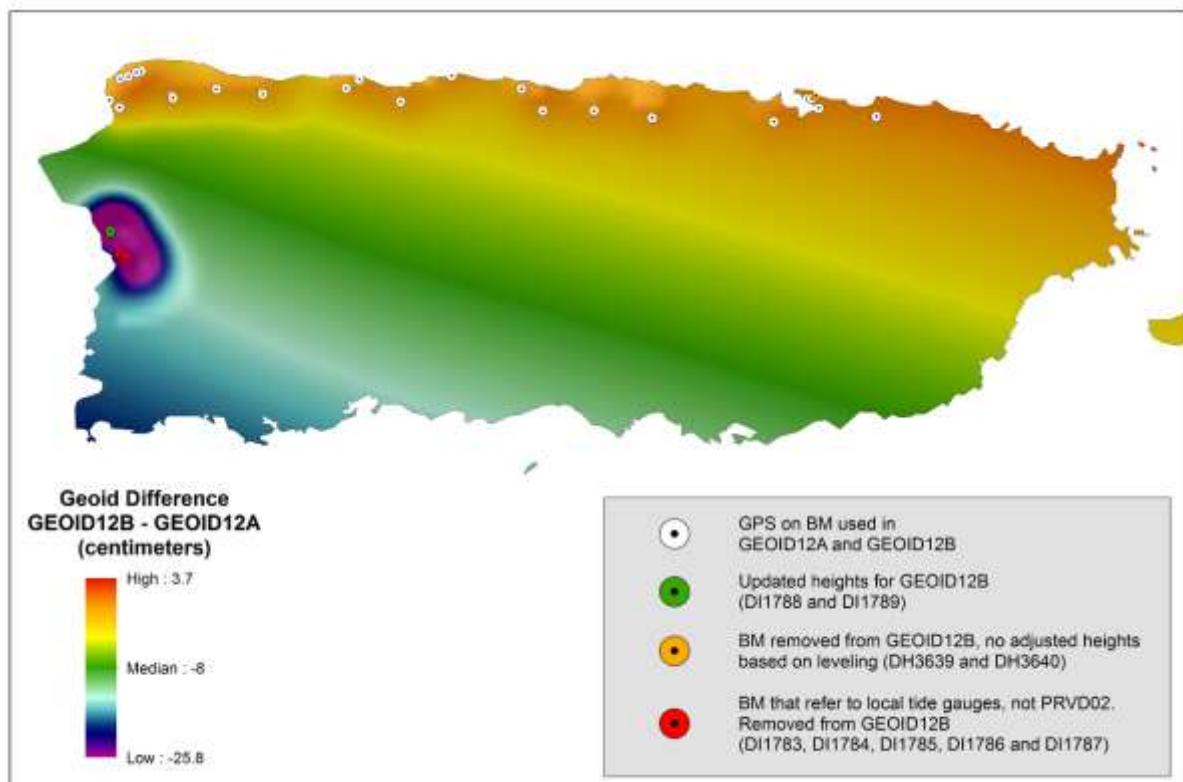 Geoid Difference
GEOID12B - GEOID12A
(centimeters)
High : 3.7
Median : -8
Low : -25.8
GPS on BM used in
GEOID12A and GEOID12B
Updated heights for GEOID12B
(DI1788 and DI1789)
BM removed from GEOID12B, no adjusted heights
based on leveling (DH3639 and DH3640)
BM that refer to local tide gauges, not PRVD02.
Removed from GEOID12B
(DI1783, DI1784, DI1785, DI1786 and DI1787)